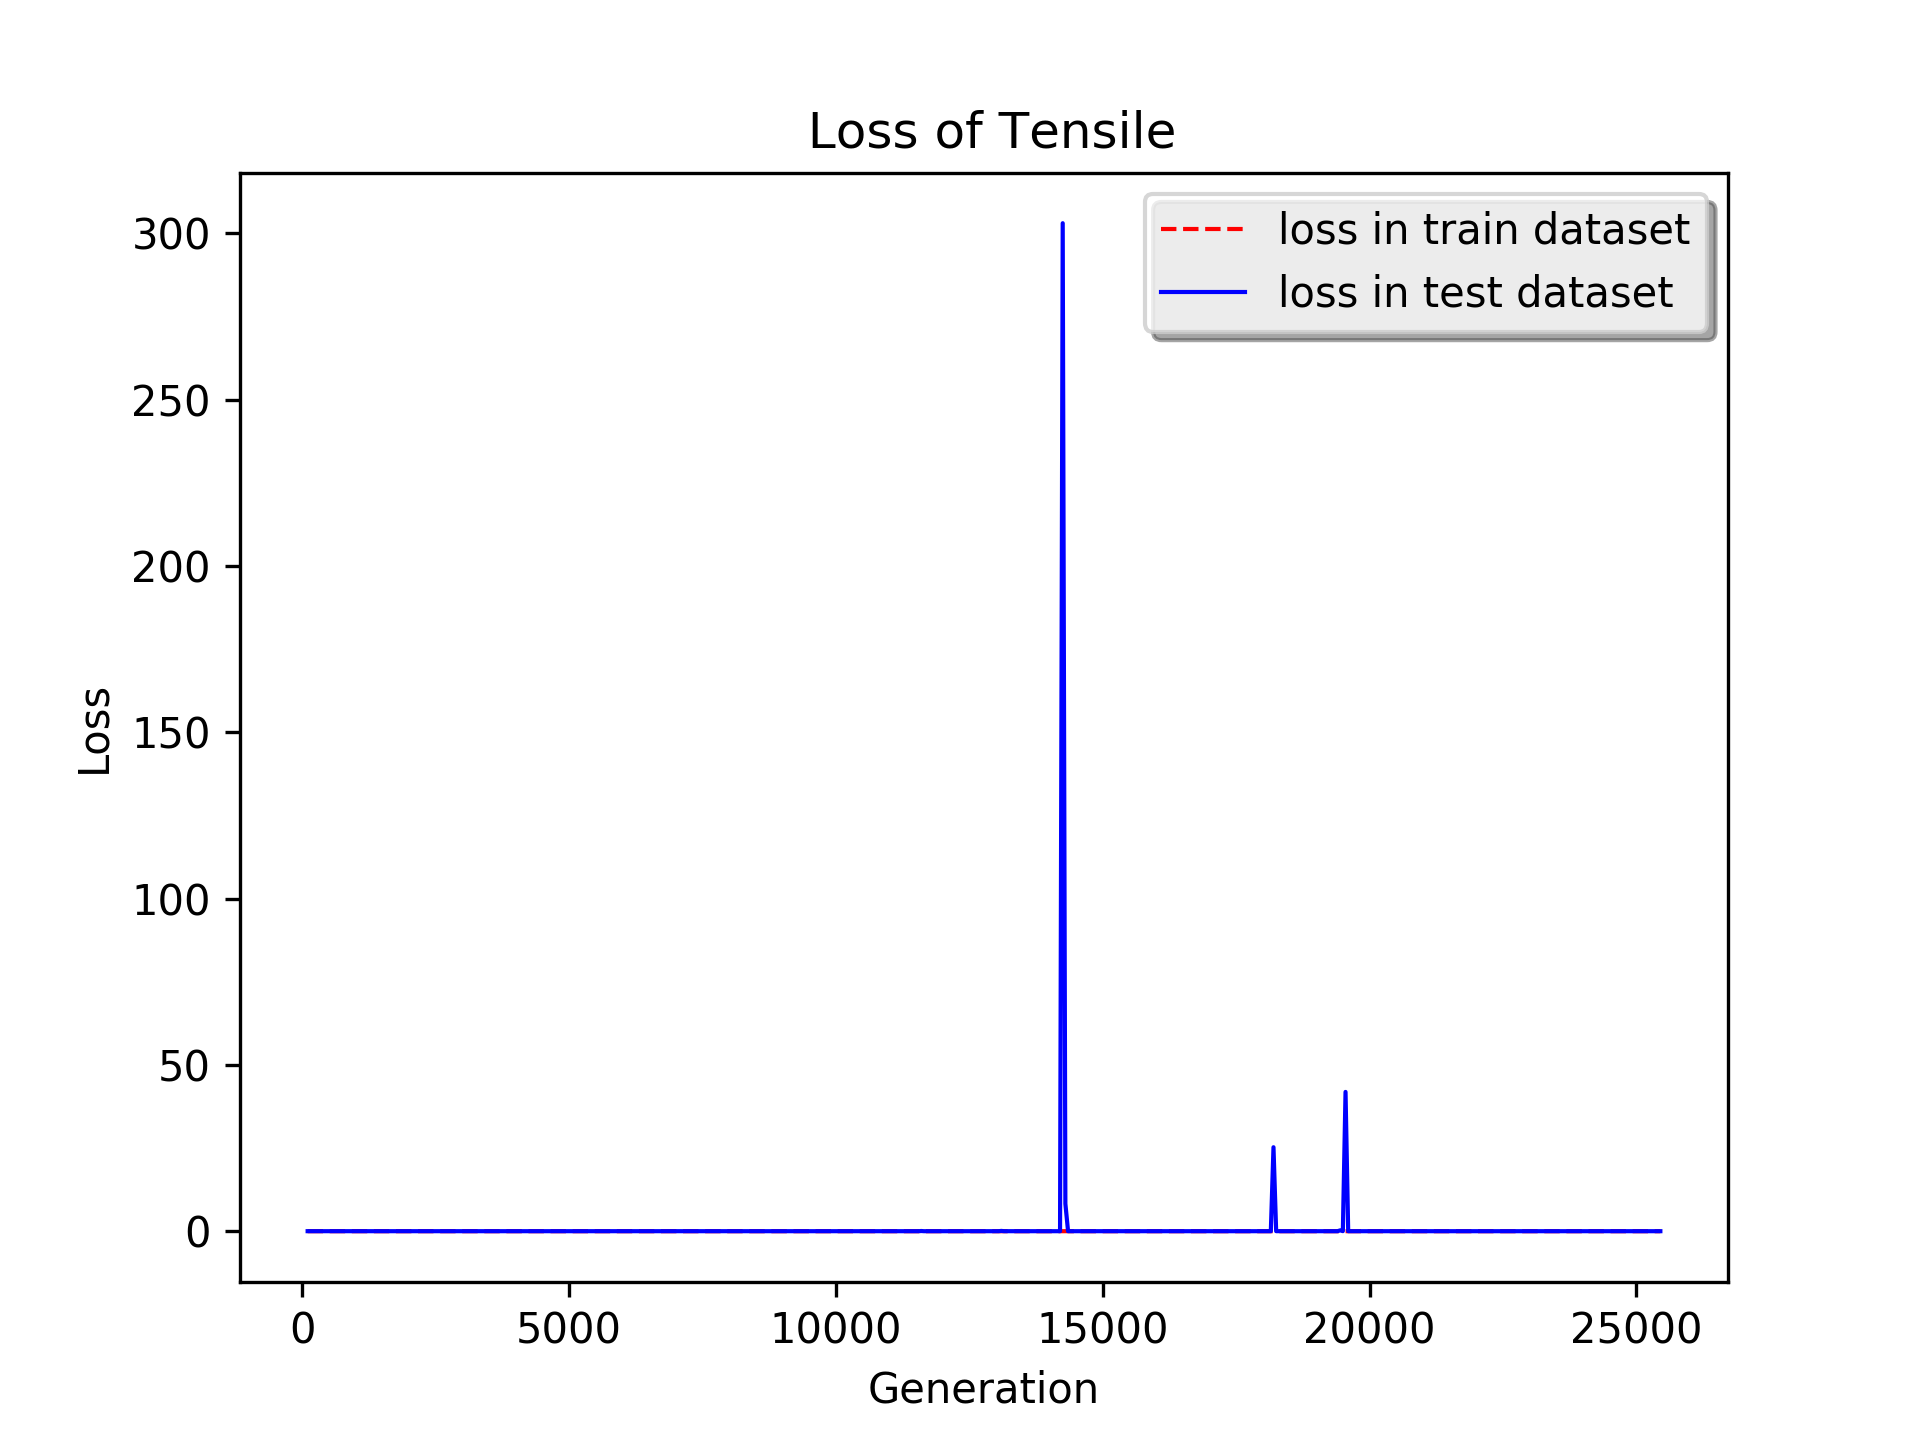 Loss of Tensile
loss in train dataset
loss in test dataset
300
250
200
150
100
50
0
Loss
0 5000 10000 15000 20000 25000
Generation